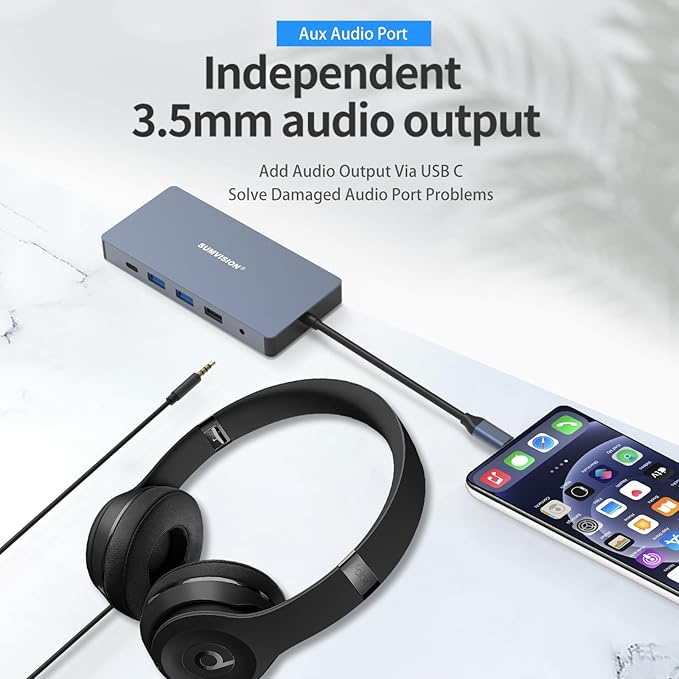 Aux Audio Port
Independent
3.5mm audio output
Add Audio Output Via USB C
Solve Damaged Audio Port Problems
SUMVISION®